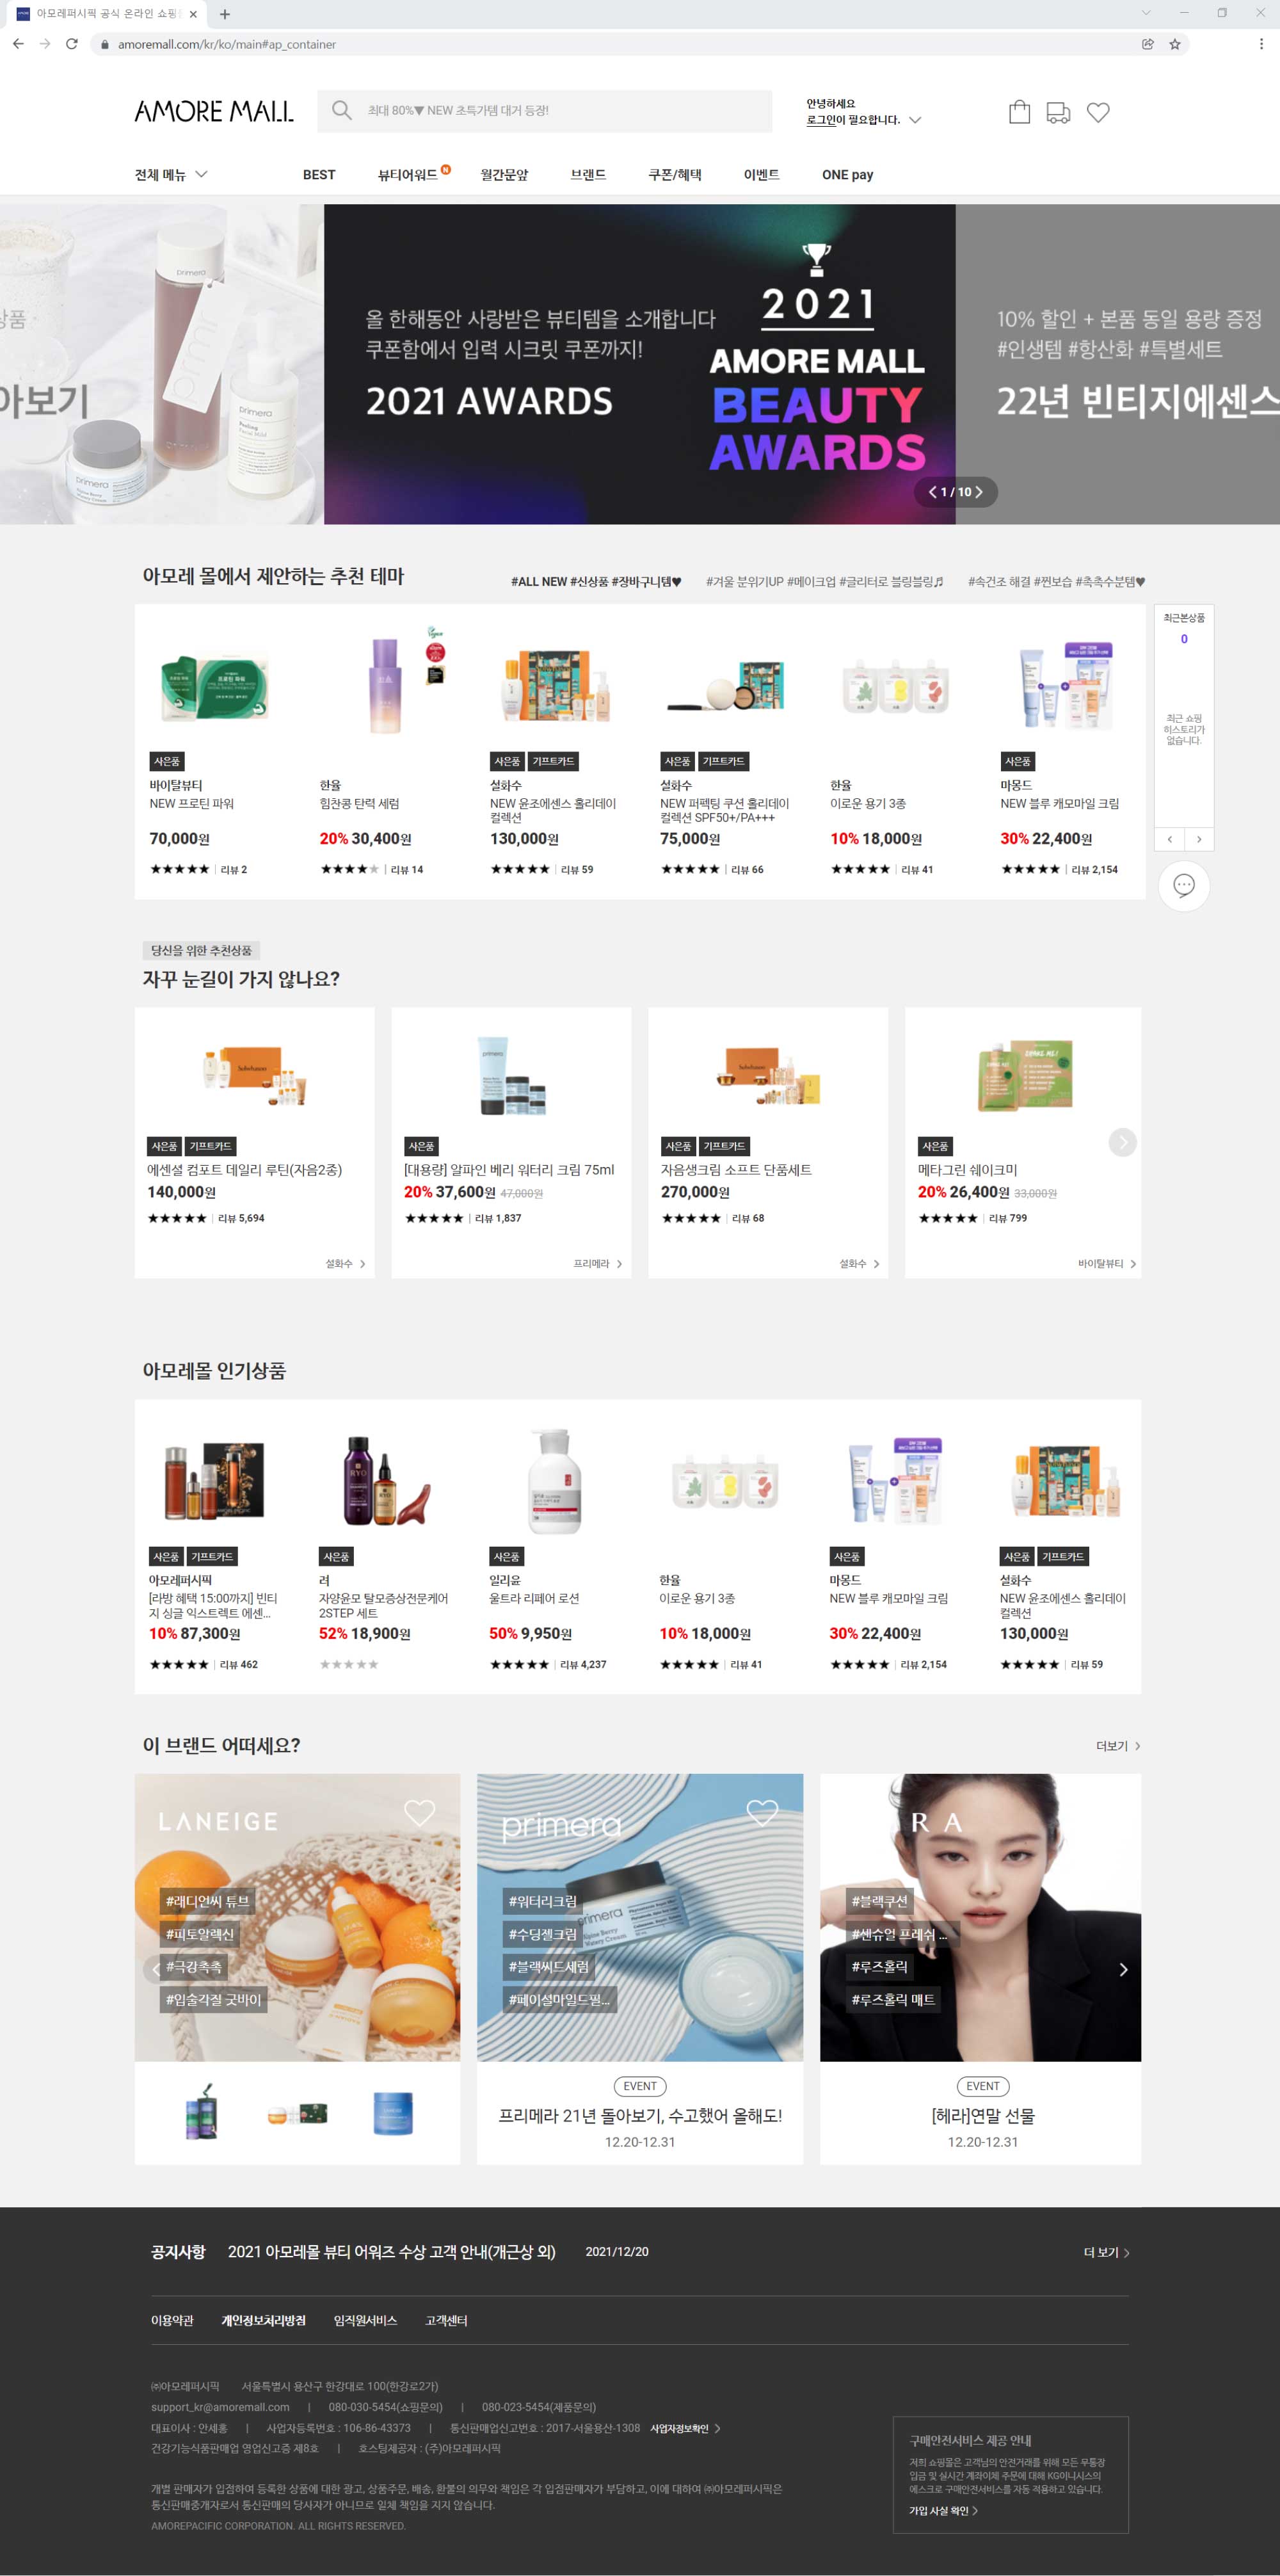 아모레퍼시픽 공식 온라인 쇼핑
amoremall.com/kr/ko/main#ap_container
AMORE MALL
최대 80%▼ NEW 초특가템 대거 등장!
안녕하세요
로그인이 필요합니다.
전체 메뉴
BEST
뷰티어워드
N
월간문앞
브랜드
쿠폰/혜택
이벤트
ONE pay
상품
아보기
primera
primera
primera
올 한해동안 사랑받은 뷰티템을 소개합니다
쿠폰함에서 입력 시크릿 쿠폰까지!
2021 AWARDS
2021
AMORE MALL
BEAUTY
AWARDS
10% 할인 + 본품 동일 용량 증정
#인생템 #항산화 #특별세트
22년 빈티지에센스
1 / 10
아모레 몰에서 제안하는 추천 테마
#ALL NEW #신상품 #장바구니템♥
#겨울 분위기UP #메이크업 #글리터로 블링블링♬
#속건조 해결 #찐보습 #촉촉수분템♥
사은품
바이탈뷰티
NEW 프로틴 파워
70,000원
★★★★★ | 리뷰 2
한율
힘찬콩 탄력 세럼
20% 30,400원
★★★★★ | 리뷰 14
사은품 기프트카드
설화수
NEW 윤조에센스 홀리데이
컬렉션
130,000원
★★★★★ | 리뷰 59
사은품 기프트카드
설화수
NEW 퍼펙팅 쿠션 홀리데이
컬렉션 SPF50+/PA+++
75,000원
★★★★★ | 리뷰 66
한율
이로운 용기 3종
10% 18,000원
★★★★★ | 리뷰 41
사은품
마몽드
NEW 블루 캐모마일 크림
30% 22,400원
★★★★★ | 리뷰 2,154
최근본상품
0
최근 쇼핑
히스토리가
없습니다.
당신을 위한 추천상품
자꾸 눈길이 가지 않나요?
사은품 기프트카드
에센셜 컴포트 데일리 루틴(자음2종)
140,000원
★★★★★ | 리뷰 5,694
설화수
사은품
[대용량] 알파인 베리 워터리 크림 75ml
20% 37,600원 47,000원
★★★★★ | 리뷰 1,837
프리메라
사은품 기프트카드
자음생크림 소프트 단품세트
270,000원
★★★★★ | 리뷰 68
설화수
사은품
메타그린 쉐이크미
20% 26,400원 33,000원
★★★★★ | 리뷰 799
바이탈뷰티
아모레몰 인기상품
사은품 기프트카드
아모레퍼시픽
[라방 혜택 15:00까지] 빈티
지 싱글 익스트렉트 에센...
10% 87,300원
★★★★★ | 리뷰 462
RYO
사은품
려
자양윤모 탈모증상전문케어
2STEP 세트
52% 18,900원
★★★★★
사은품
일리윤
울트라 리페어 로션
50% 9,950원
★★★★★ | 리뷰 4,237
한율
이로운 용기 3종
10% 18,000원
★★★★★ | 리뷰 41
사은품
마몽드
NEW 블루 캐모마일 크림
30% 22,400원
★★★★★ | 리뷰 2,154
사은품 기프트카드
설화수
NEW 윤조에센스 홀리데이
컬렉션
130,000원
★★★★★ | 리뷰 59
이 브랜드 어떠세요?
더보기
LANEIGE
#래디언씨 튜브
#피토알렉신
#극강촉촉
#입술각질 굿바이
primera
#워터리크림
#수딩젤크림
#블랙씨드세럼
#페이셜마일드필...
EVENT
프리메라 21년 돌아보기, 수고했어 올해도!
12.20-12.31
R A
#블랙쿠션
#센슈얼 프레쉬 ...
#루즈홀릭
#루즈홀릭 매트
EVENT
[헤라]연말 선물
12.20-12.31
공지사항
2021 아모레몰 뷰티 어워즈 수상 고객 안내(개근상 외)
2021/12/20
더 보기
이용약관
개인정보처리방침
임직원서비스
고객센터
㈜아모레퍼시픽 서울특별시 용산구 한강대로 100(한강로2가)
support_kr@amoremall.com | 080-030-5454(쇼핑문의) | 080-023-5454(제품문의)
대표이사 : 안세홍 | 사업자등록번호 : 106-86-43373 | 통신판매업신고번호 : 2017-서울용산-1308 사업자정보확인
건강기능식품판매업 영업신고증 제8호 | 호스팅제공자 : (주)아모레퍼시픽
개별 판매자가 입점하여 등록한 상품에 대한 광고, 상품주문, 배송, 환불의 의무와 책임은 각 입점판매자가 부담하고, 이에 대하여 ㈜아모레퍼시픽은
통신판매중개자로서 통신판매의 당사자가 아니므로 일체 책임을 지지 않습니다.
AMOREPACIFIC CORPORATION. ALL RIGHTS RESERVED.
구매안전서비스 제공 안내
저희 쇼핑몰은 고객님의 안전거래를 위해 모든 무통장
입금 및 실시간 계좌이체 주문에 대해 KG이니시스의
에스크로 구매안전서비스를 자동 적용하고 있습니다.
가입 사실 확인